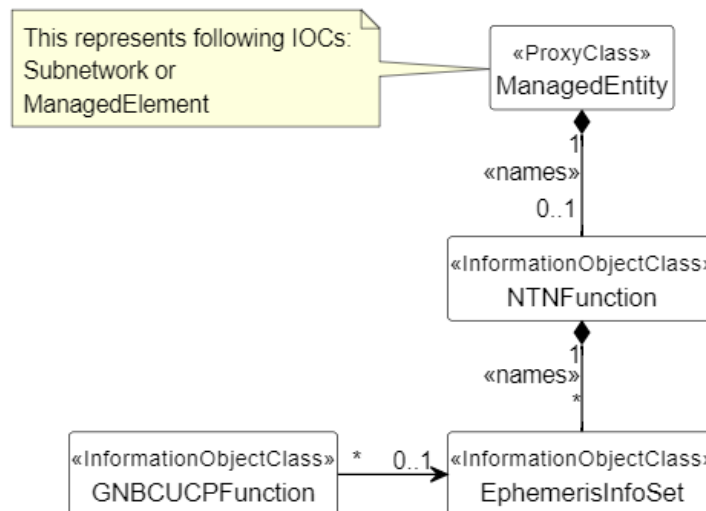 This represents following IOCs:
Subnetwork or
ManagedElement
«ProxyClass»
ManagedEntity
1
«names»
0..1
«InformationObjectClass»
NTNFunction
1
«names»
*
«InformationObjectClass»
GNBCUCPFunction
* 0..1
«InformationObjectClass»
EphemerisInfoSet